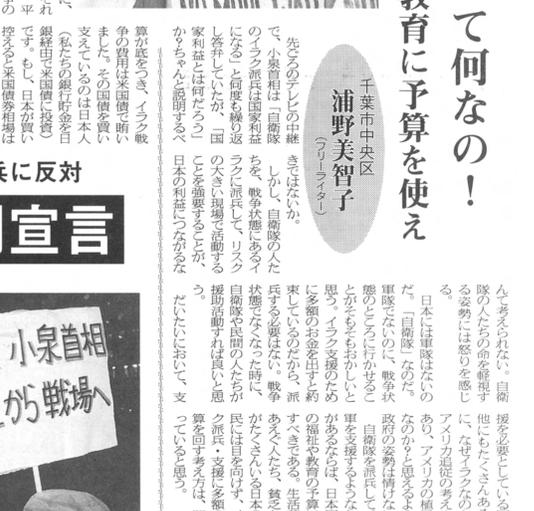 て何なの！
教育に予算を使え
千葉市中央区
浦野美智子
（フリーライター）
先ごろのテレビの中継
で、小泉首相は「自衛隊
のイラク派兵は国家利益
になる」と何度も繰り返
し答弁していたが、「国
家利益とは何だろう」
か？ちゃんと説明するべ
きではないか。
しかし、自衛隊の人た
ちを、戦争状態にあるイ
ラクに派兵して、リスク
の大きい現場で活動する
ことを強要することが、
日本の利益につながるな
んて考えられない。自衛
隊の人たちの命を軽視す
る姿勢には怒りを感じ
る。
日本には軍隊はないの
だ。「自衛隊」なのだ。
軍隊でないのに、戦争状
態のところに行かせるこ
とがそもそもおかしいと
思う。イラク支援のため
に多額のお金を出すと約
束しているのだから、派
兵する必要はない。戦争
状態でなくなった時に、
自衛隊や民間の人たちが
援助活動すれば良いと思
う。
だいたいにおいて、支
援を必要としている
他にもたくさんあ
に、なぜイラクなの
アメリカ追従の考え
あり、アメリカの植
なのか？と思えるよ
政府の姿勢は情けな
自衛隊を派兵して
軍を支援するような
があるならば、日本
の福祉や教育の予算
すべきである。生活
あえぐ人たち、貧乏
がたくさんいる日本
民には目を向けず、
ク派兵・支援に多額
算を回す考え方は、
っていると思う。
算が底をつき、イラク戦
争の費用は米国債で賄い
ました。その国債を買い
支えているのは日本人
（私たちの銀行貯金を日
銀経由で米国債に投資）
です。もし、日本が買い
控えると米国債券相場は
兵に反対
宣言
小泉首相
から戦場へ